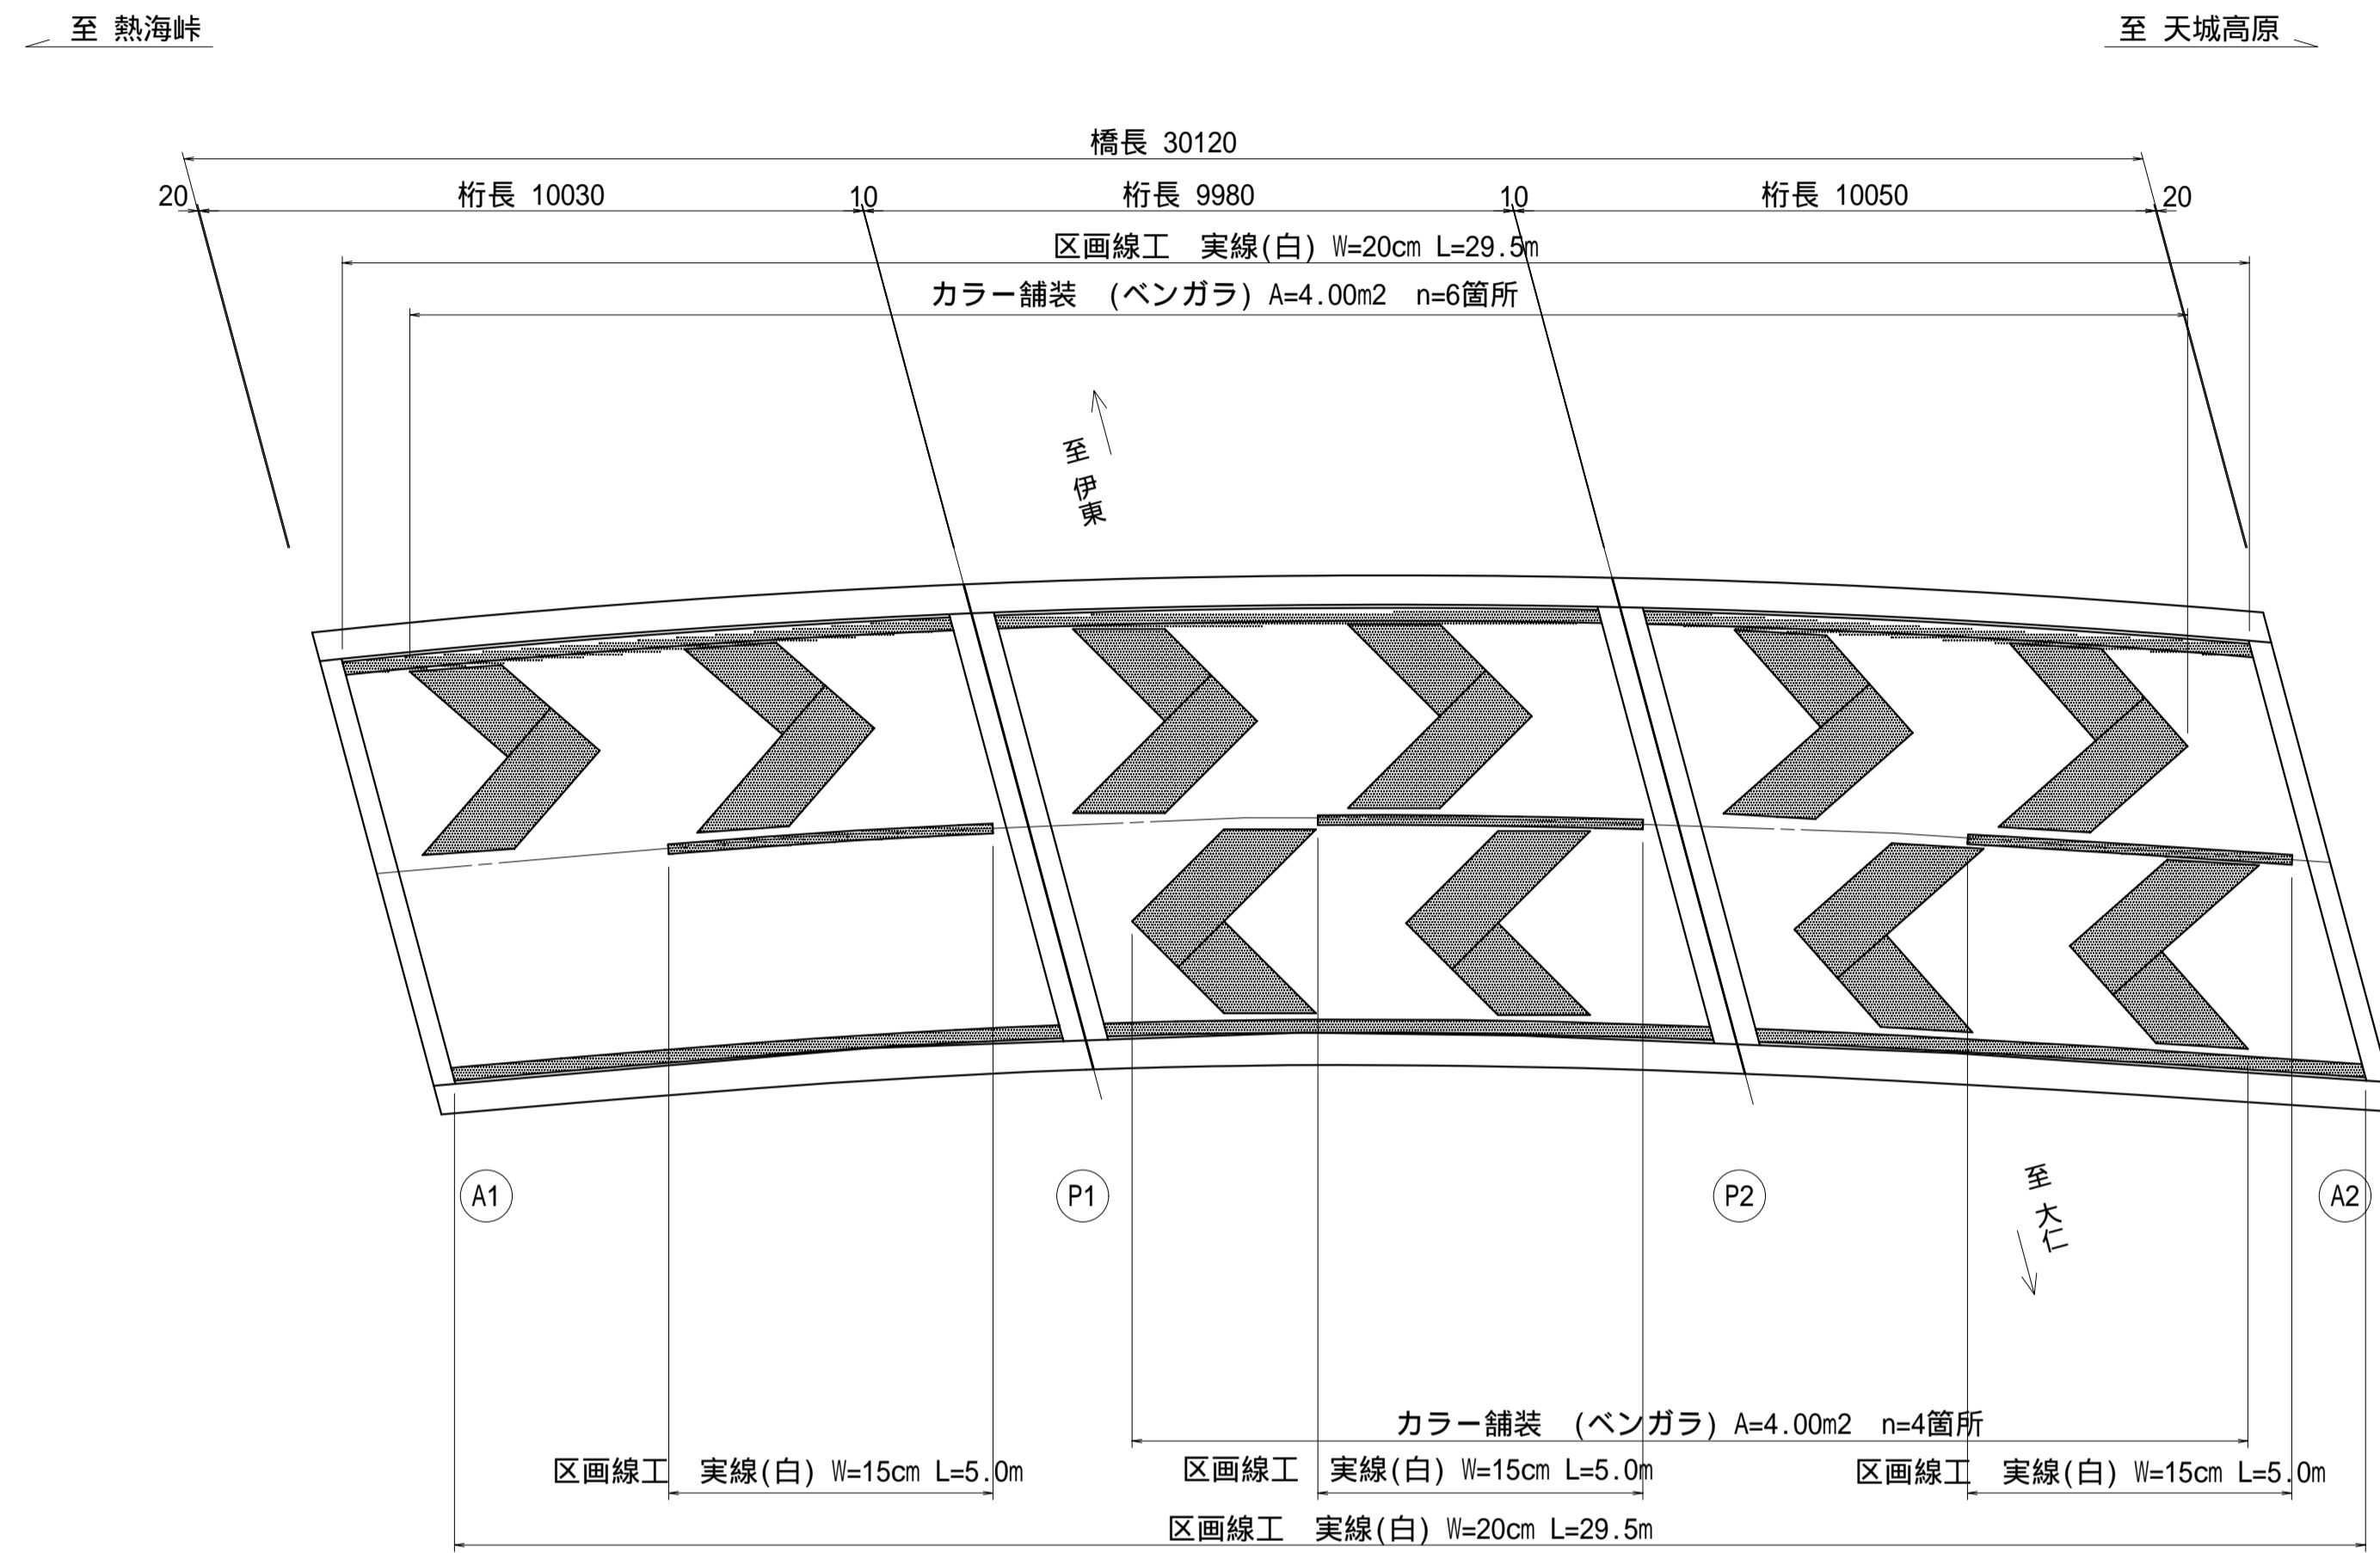 至 熱海峠
至 天城高原
橋長 30120
20
桁長 10030
10
桁長 9980
10
桁長 10050
20
区画線工　実線(白) W=20cm L=29.5m
カラー舗装　(ベンガラ) A=4.00m2　n=6箇所
至 伊東
A1
P1
P2
A2
至 大仁
カラー舗装　(ベンガラ) A=4.00m2　n=4箇所
区画線工　実線(白) W=15cm L=5.0m
区画線工　実線(白) W=15cm L=5.0m
区画線工　実線(白) W=15cm L=5.0m
区画線工　実線(白) W=20cm L=29.5m